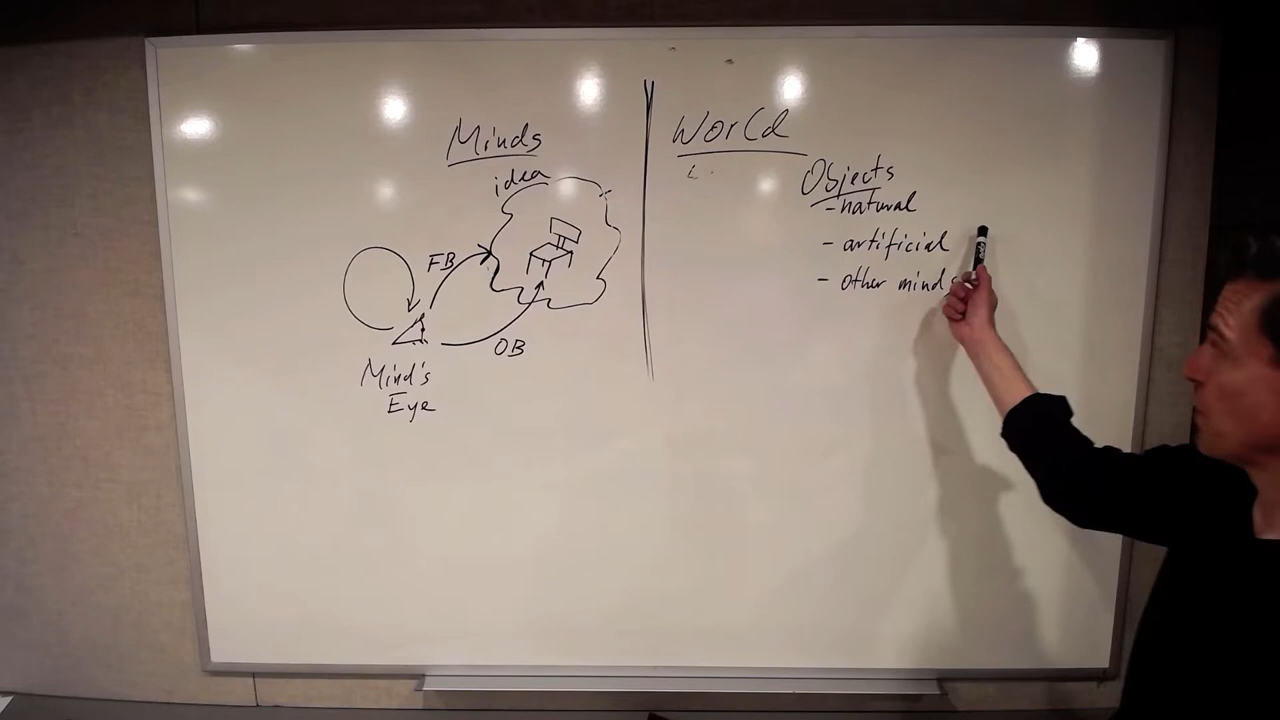 Minds
idea
FB
OB
Mind's
Eye
World
Objects
- natural
- artificial
- other minds